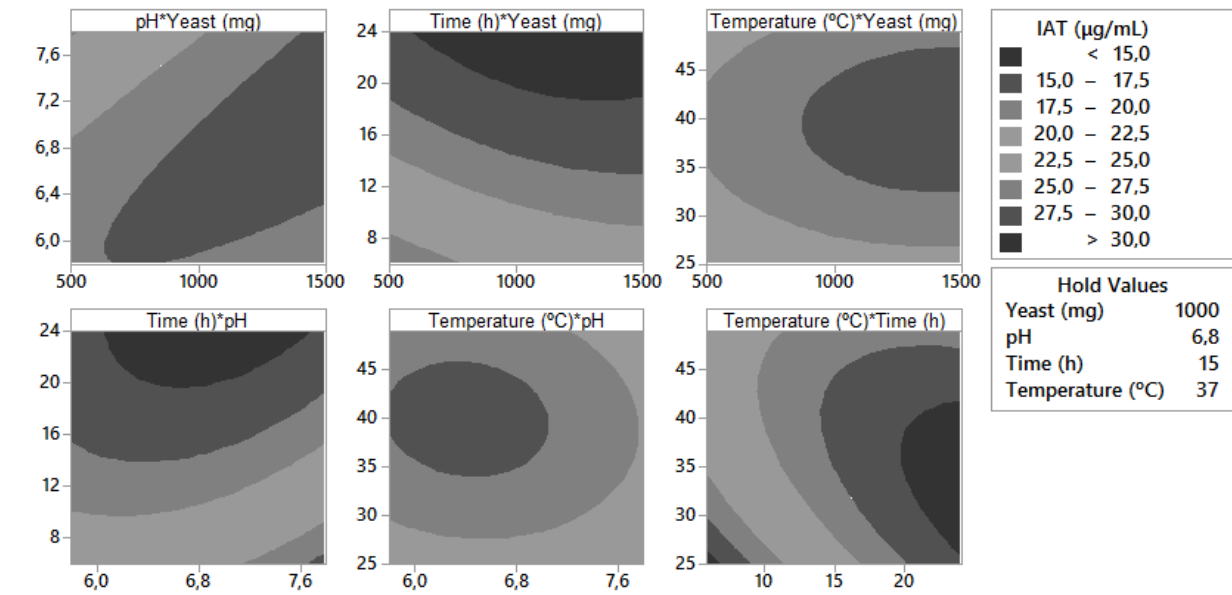 pH*Yeast (mg)
7,6
7,2
6,8
6,4
6,0
500 1000 1500
Time (h)*Yeast (mg)
24
20
16
12
8
500 1000 1500
Temperature (ºC)*Yeast (mg)
45
40
35
30
25
500 1000 1500
IAT (µg/mL)
< 15,0
15,0 – 17,5
17,5 – 20,0
20,0 – 22,5
22,5 – 25,0
25,0 – 27,5
27,5 – 30,0
> 30,0
Hold Values
Yeast (mg) 1000
pH 6,8
Time (h) 15
Temperature (ºC) 37
Time (h)*pH
24
20
16
12
8
6,0 6,8 7,6
Temperature (ºC)*pH
45
40
35
30
25
6,0 6,8 7,6
Temperature (ºC)*Time (h)
45
40
35
30
25
10 15 20